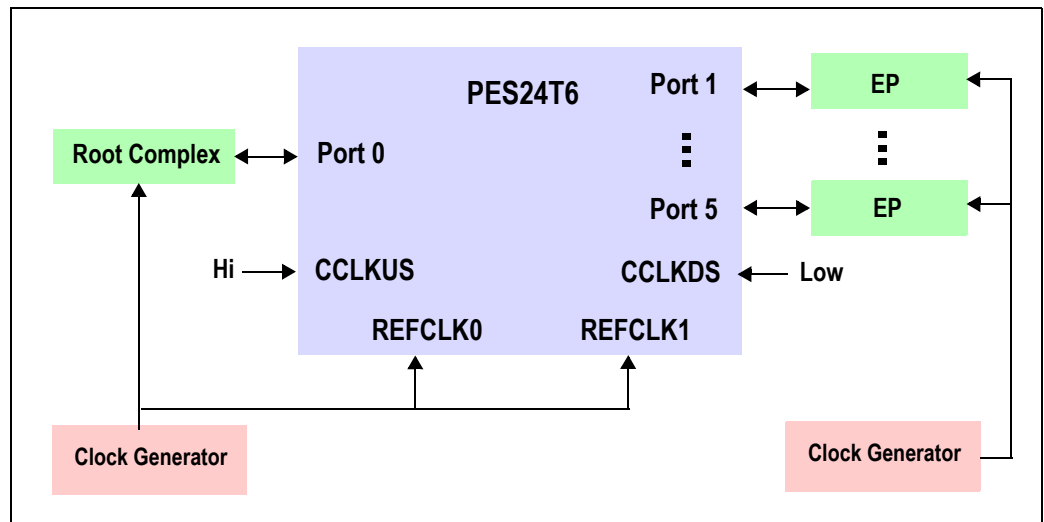 PES24T6
Port 1
EP
Root Complex
Port 0
Port 5
EP
Hi
CCLKUS
CCLKDS
Low
REFCLK0
REFCLK1
Clock Generator
Clock Generator